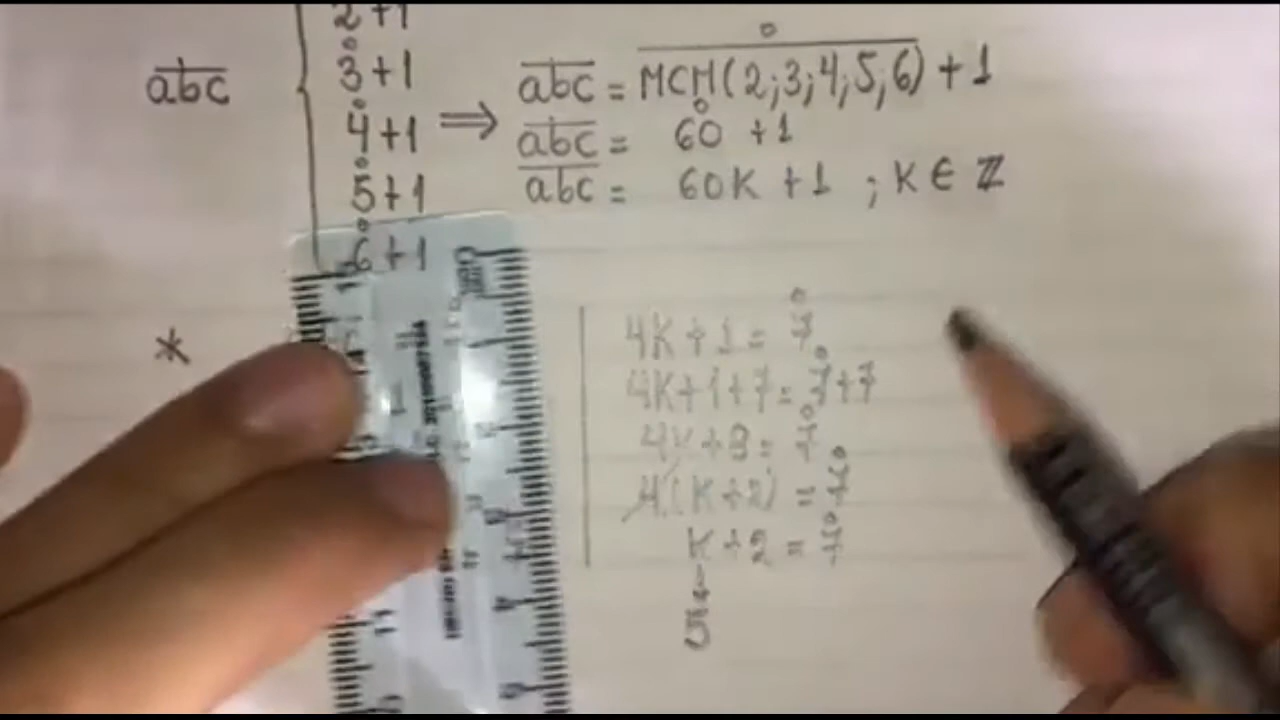 2̊+1
abc̅ 3̊+1
4̊+1 ⇒ abc̅ = MCM(2;3;4;5;6)̊ + 1
abc̅ = 60̊ +1
5̊+1 abc̅ = 60K +1 ; K ∈ ℤ
6̊+1
*
4K+1 = 7̊
4K+1+7 = 7̊+7
4K+8 = 7̊
4(K+2) = 7̊
K+2 = 7̊
5